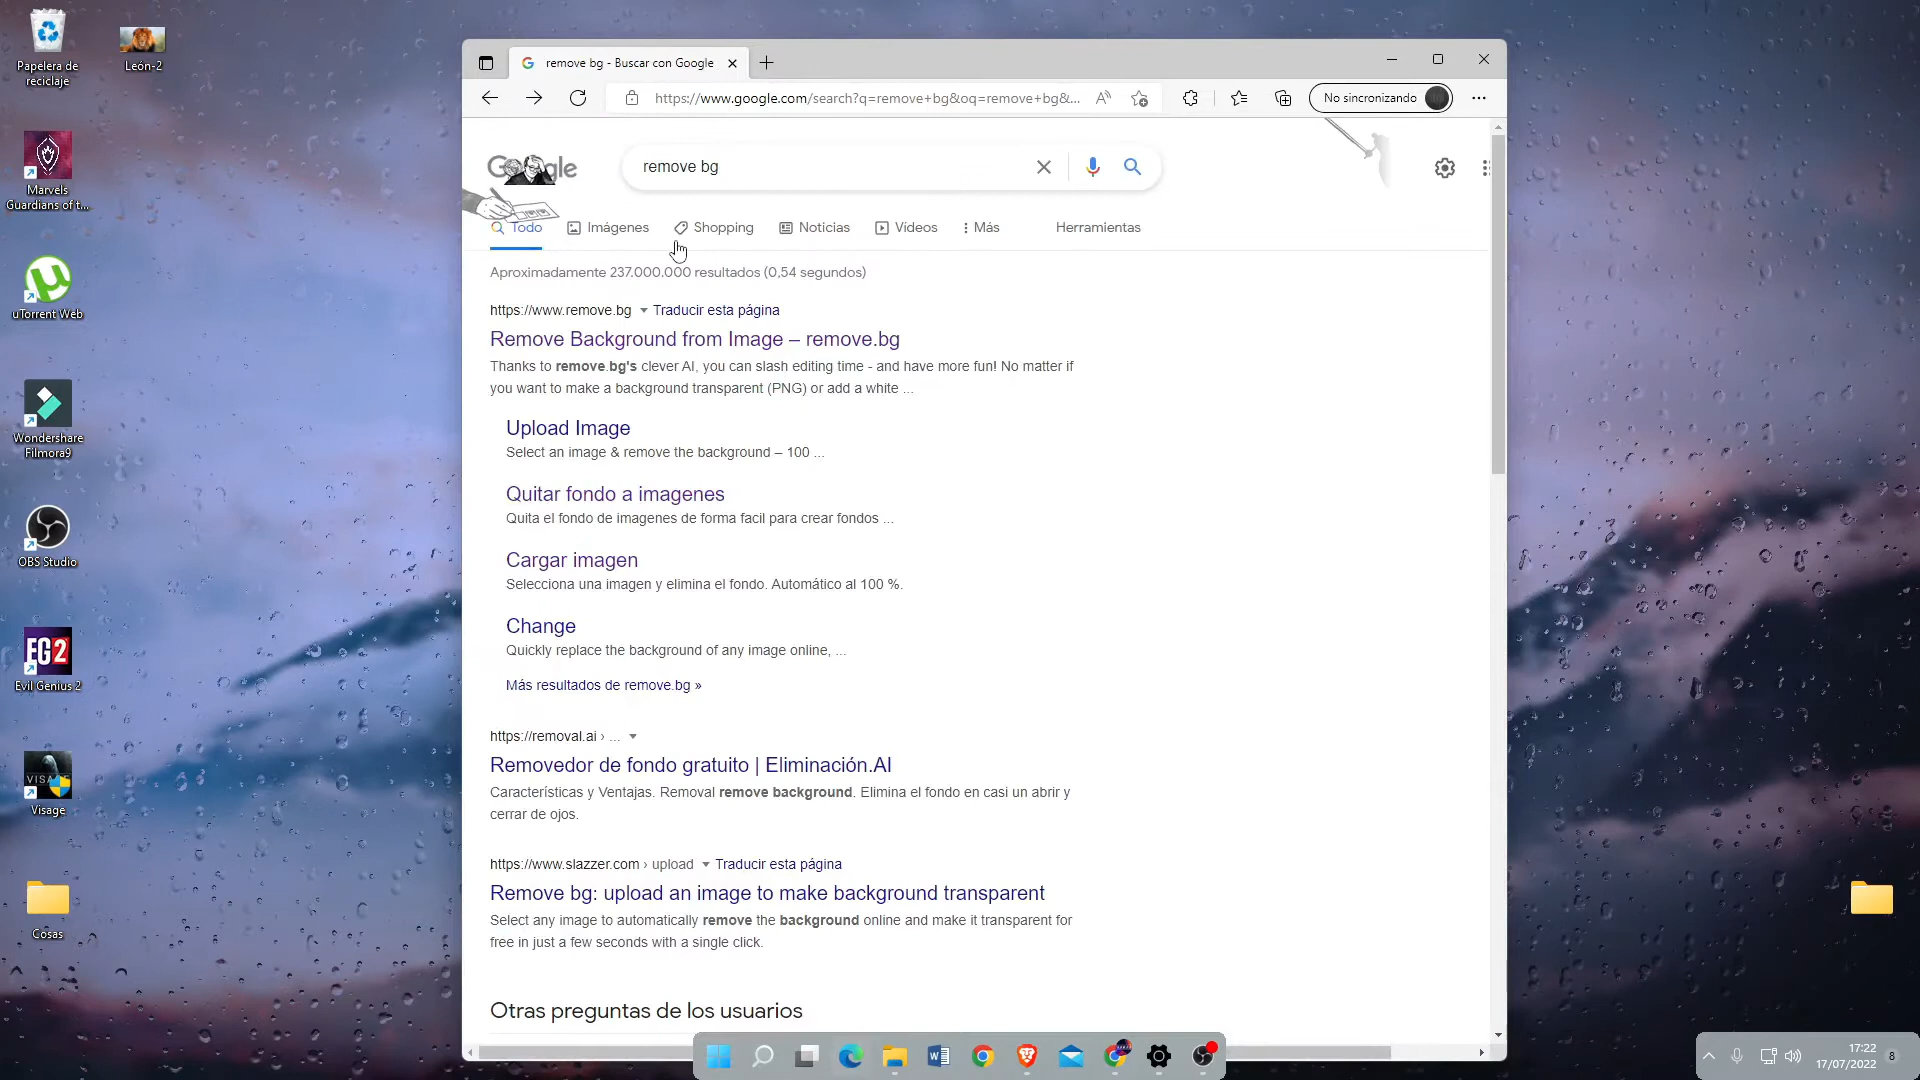 Papelera de
reciclaje
León-2
Marvels
Guardians of t...
uTorrent Web
Wondershare
Filmora9
OBS Studio
EG2
Evil Genius 2
VISAGE
Visage
Cosas
remove bg - Buscar con Google
https://www.google.com/search?q=remove+bg&oq=remove+bg&...
No sincronizando
Google
remove bg
Todo
Imágenes
Shopping
Noticias
Vídeos
Más
Herramientas
Aproximadamente 237.000.000 resultados (0,54 segundos)
https://www.remove.bg Traducir esta página
Remove Background from Image – remove.bg
Thanks to remove.bg's clever AI, you can slash editing time - and have more fun! No matter if
you want to make a background transparent (PNG) or add a white ...
Upload Image
Select an image & remove the background – 100 ...
Quitar fondo a imagenes
Quita el fondo de imagenes de forma facil para crear fondos ...
Cargar imagen
Selecciona una imagen y elimina el fondo. Automático al 100 %.
Change
Quickly replace the background of any image online, ...
Más resultados de remove.bg »
https://removal.ai › ...
Removedor de fondo gratuito | Eliminación.AI
Características y Ventajas. Removal remove background. Elimina el fondo en casi un abrir y
cerrar de ojos.
https://www.slazzer.com › upload Traducir esta página
Remove bg: upload an image to make background transparent
Select any image to automatically remove the background online and make it transparent for
free in just a few seconds with a single click.
Otras preguntas de los usuarios
17:22
17/07/2022
8